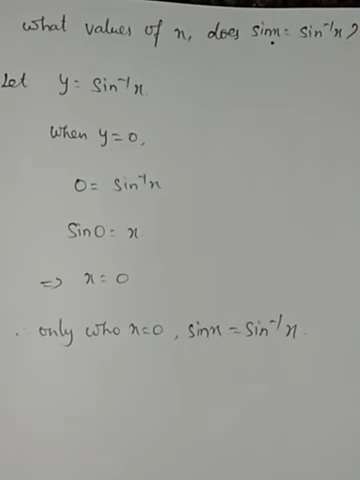 what values of x, does sinx = sin⁻¹x?
Let y = sin⁻¹x
When y = 0,
0 = sin⁻¹x
Sin0 = x
=> x = 0
∴ only who x=0, sinx = sin⁻¹x.